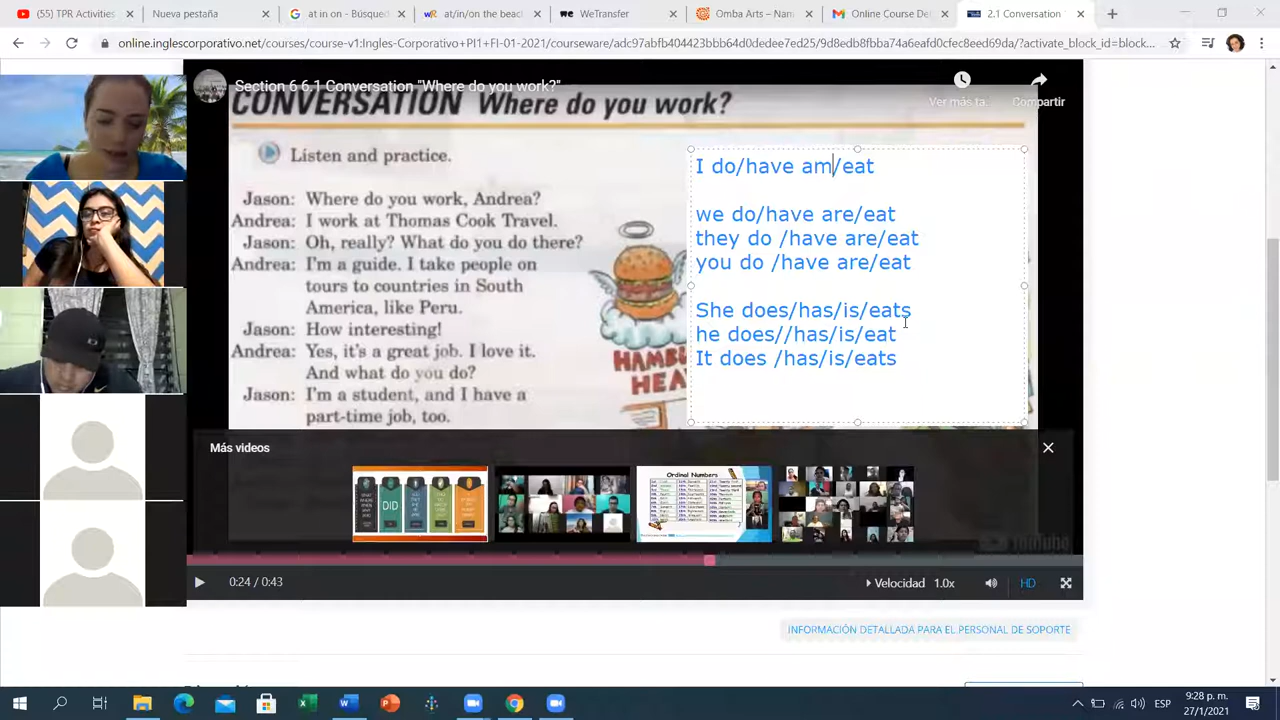 (55) TPR Activities
Nueva pestaña
at in on - Búsqued
at/in/on the beac
WeTransfer
Omba Arts – Nan
Online Course De
2.1 Conversation
online.inglescorporativo.net/courses/course-v1:Ingles-Corporativo+PI1+FI-01-2021/courseware/adc97abfb404423bbb64d0dedee7ed25/9d8edb8fbba74a6eafd0cfec8eed69da/?activate_block_id=block...
Section 6 6.1 Conversation "Where do you work?"
Ver más ta...
Compartir
CONVERSATION Where do you work?
Listen and practice.
Jason: Where do you work, Andrea?
Andrea: I work at Thomas Cook Travel.
Jason: Oh, really? What do you do there?
Andrea: I'm a guide. I take people on
tours to countries in South
America, like Peru.
Jason: How interesting!
Andrea: Yes, it's a great job. I love it.
And what do you do?
Jason: I'm a student, and I have a
part-time job, too.
HAMBU
HEA
I do/have am/eat
we do/have are/eat
they do /have are/eat
you do /have are/eat
She does/has/is/eats
he does//has/is/eat
It does /has/is/eats
Más videos
DID
Ordinal Numbers
YouTube
0:24 / 0:43
Velocidad 1.0x
HD
INFORMACIÓN DETALLADA PARA EL PERSONAL DE SOPORTE
ESP
9:28 p. m.
27/1/2021